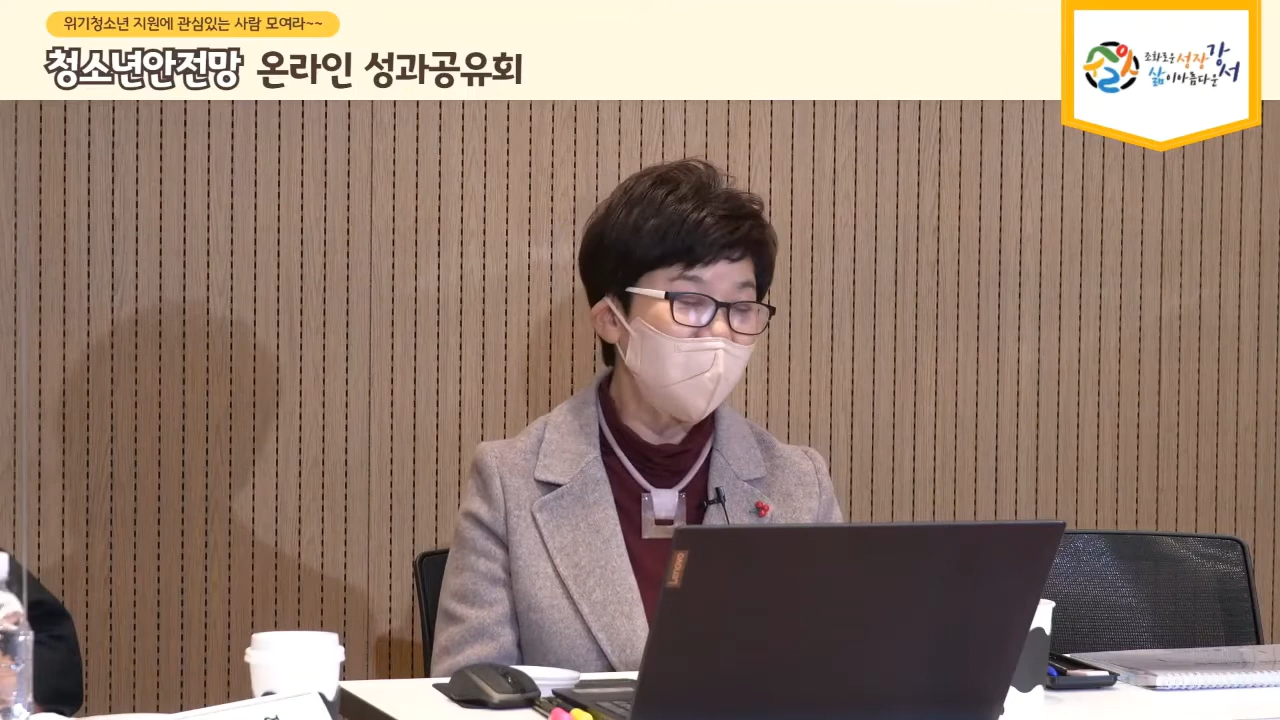 위기청소년 지원에 관심있는 사람 모여라~~
청소년안전망 온라인 성과공유회
조화로운 성장 강서
삶이 아름다운
Lenovo